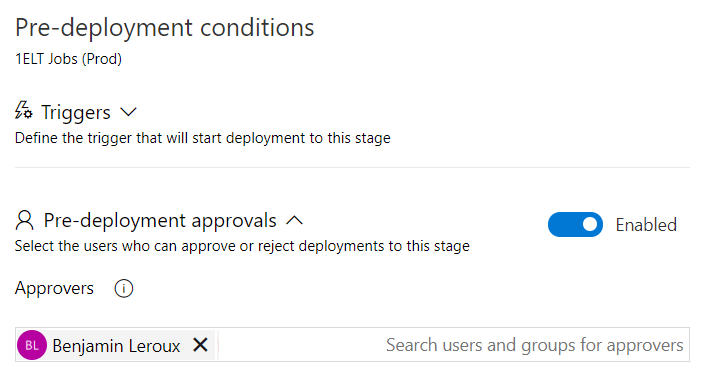 Pre-deployment conditions
1ELT Jobs (Prod)
Triggers
Define the trigger that will start deployment to this stage
Pre-deployment approvals
Enabled
Select the users who can approve or reject deployments to this stage
Approvers
BL Benjamin Leroux
Search users and groups for approvers